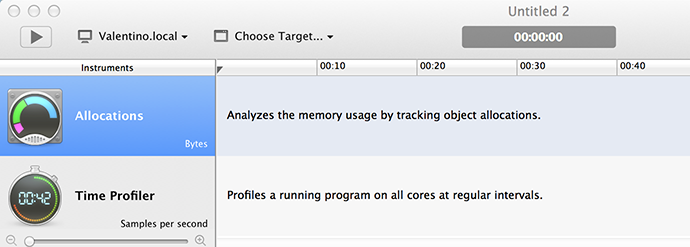 Untitled 2
Valentino.local
Choose Target...
00:00:00
Instruments
00:10
00:20
00:30
00:40
Allocations
Bytes
Analyzes the memory usage by tracking object allocations.
00:42
Time Profiler
Samples per second
Profiles a running program on all cores at regular intervals.